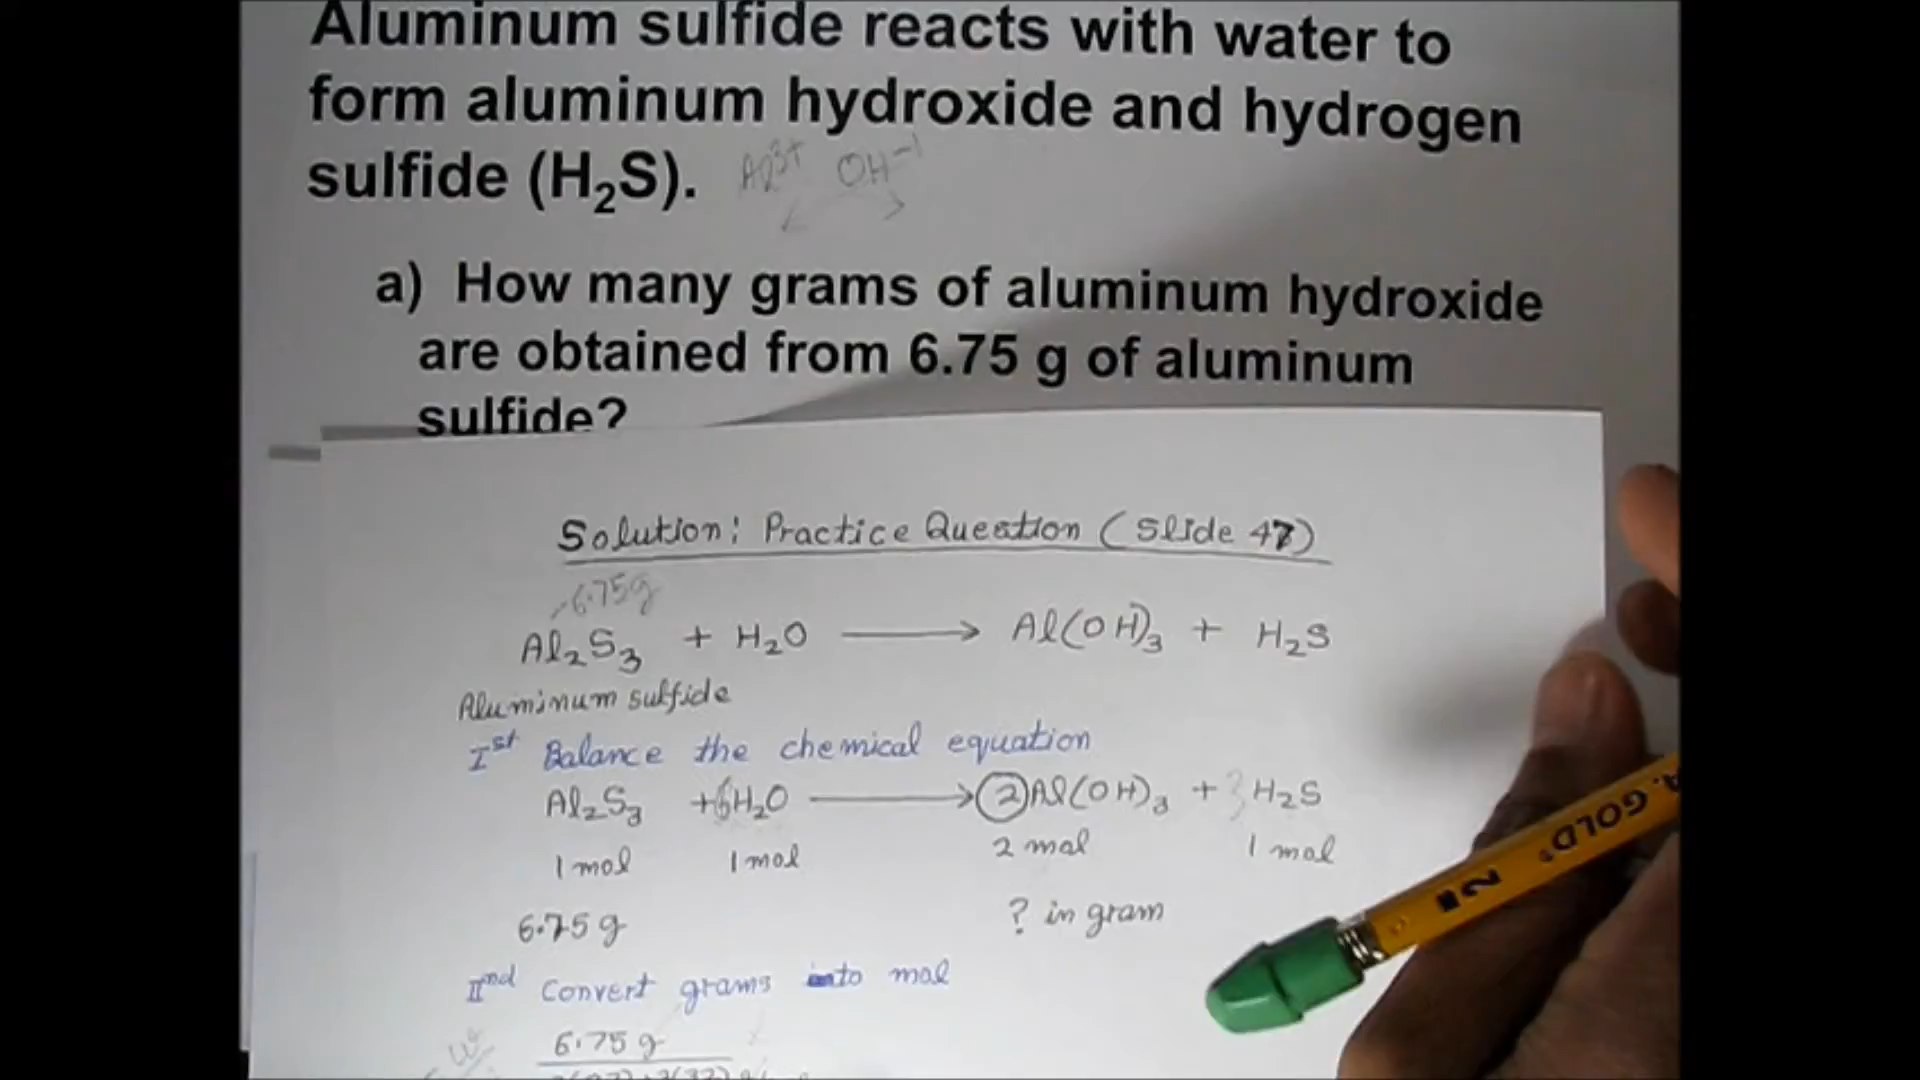 Aluminum sulfide reacts with water to
form aluminum hydroxide and hydrogen
sulfide (H₂S). Al³⁺ OH⁻¹
a) How many grams of aluminum hydroxide
are obtained from 6.75 g of aluminum
sulfide?
Solution: Practice Question (Slide 47)
6.75g
Al₂S₃ + H₂O → Al(OH)₃ + H₂S
Aluminum sulfide
Iˢᵗ Balance the chemical equation
Al₂S₃ + 6H₂O → 2Al(OH)₃ + 3H₂S
1 mol 1 mol 2 mol 1 mol
6.75 g ? in gram
IIⁿᵈ Convert grams into mol
6.75 g
A. GOLD® 2